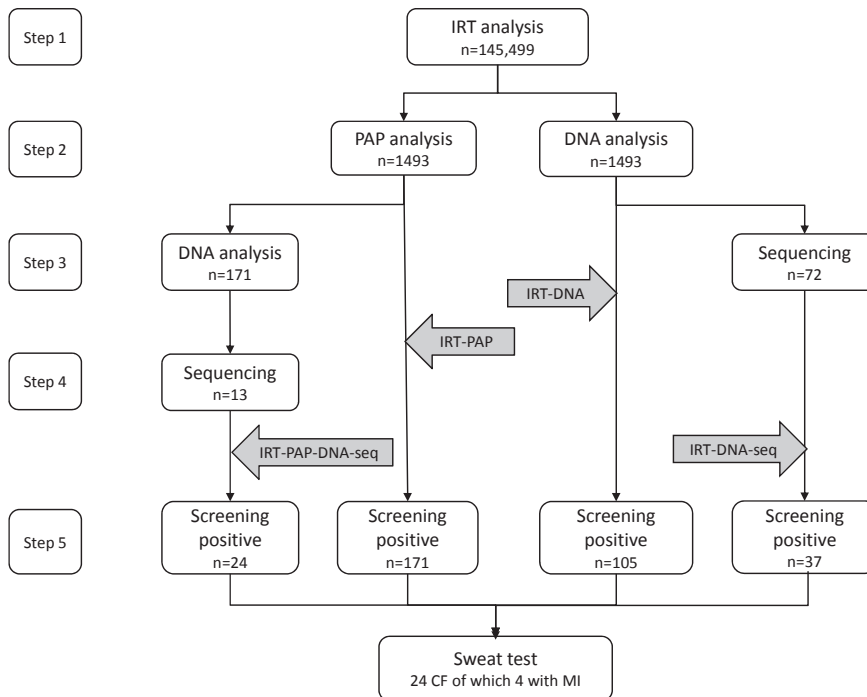 Step 1
IRT analysis
n=145,499
Step 2
PAP analysis
n=1493
DNA analysis
n=1493
Step 3
DNA analysis
n=171
Sequencing
n=72
IRT-DNA
IRT-PAP
Step 4
Sequencing
n=13
IRT-PAP-DNA-seq
IRT-DNA-seq
Step 5
Screening
positive
n=24
Screening
positive
n=171
Screening
positive
n=105
Screening
positive
n=37
Sweat test
24 CF of which 4 with MI